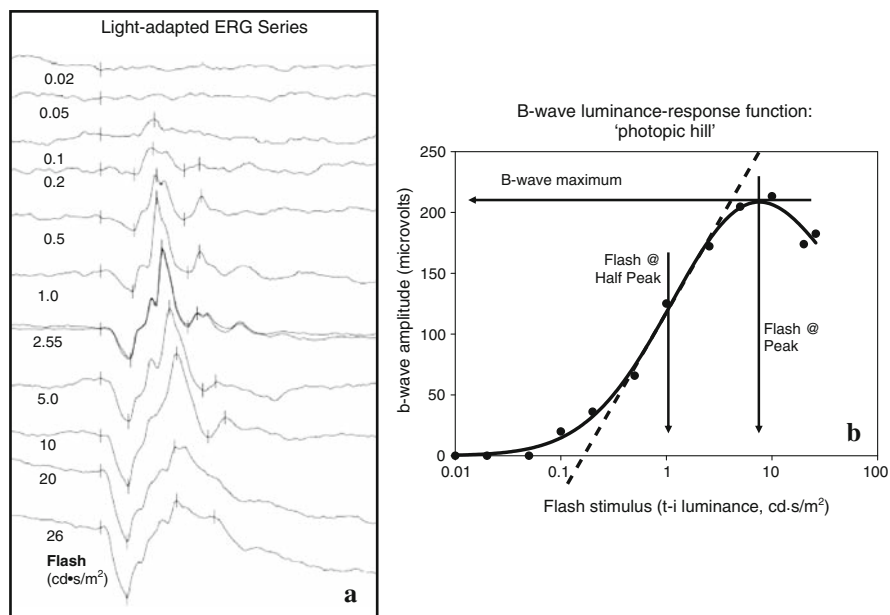 Light-adapted ERG Series
0.02
0.05
0.1
0.2
0.5
1.0
2.55
5.0
10
20
26
Flash
(cd•s/m²)
a
B-wave luminance-response function:
'photopic hill'
250
200
150
100
50
0
b-wave amplitude (microvolts)
B-wave maximum
Flash @
Half Peak
Flash @
Peak
b
0.01
0.1
1
10
100
Flash stimulus (t-i luminance, cd·s/m²)